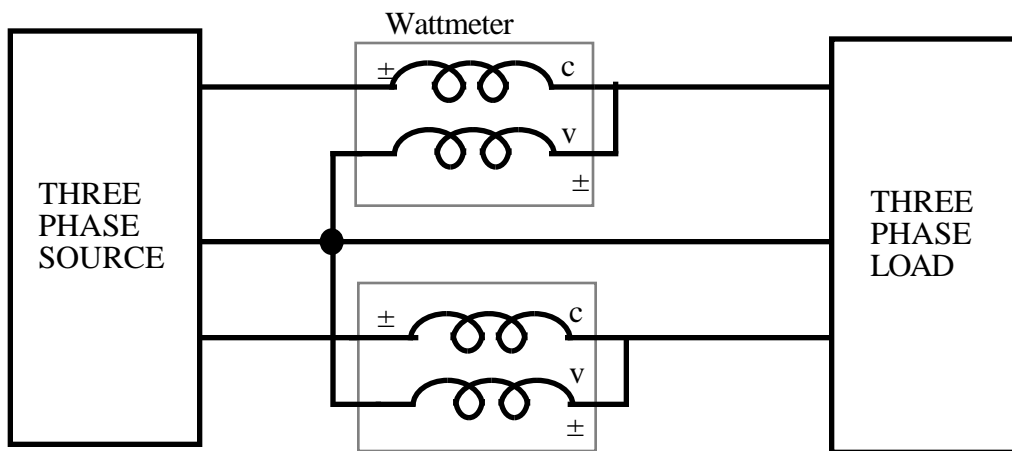 Wattmeter
± c
v
±
THREE
PHASE
SOURCE
THREE
PHASE
LOAD
± c
v
±